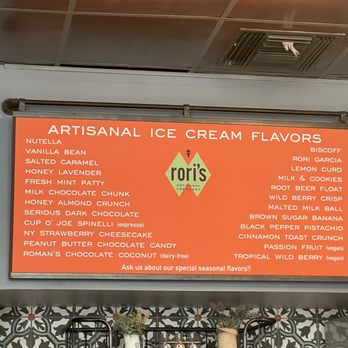 ARTISANAL ICE CREAM FLAVORS
NUTELLA
VANILLA BEAN
SALTED CARAMEL
HONEY LAVENDER
FRESH MINT PATTY
MILK CHOCOLATE CHUNK
HONEY ALMOND CRUNCH
SERIOUS DARK CHOCOLATE
CUP O' JOE SPINELLI (espresso)
NY STRAWBERRY CHEESECAKE
PEANUT BUTTER CHOCOLATE CANDY
ROMAN'S CHOCOLATE COCONUT (dairy-free)
rori's
ARTISANAL
CREAMERY
BISCOFF
RORI GARCIA
LEMON CURD
MILK & COOKIES
ROOT BEER FLOAT
WILD BERRY CRISP
MALTED MILK BALL
BROWN SUGAR BANANA
BLACK PEPPER PISTACHIO
CINNAMON TOAST CRUNCH
PASSION FRUIT (vegan)
TROPICAL WILD BERRY (vegan)
Ask us about our special seasonal flavors!!